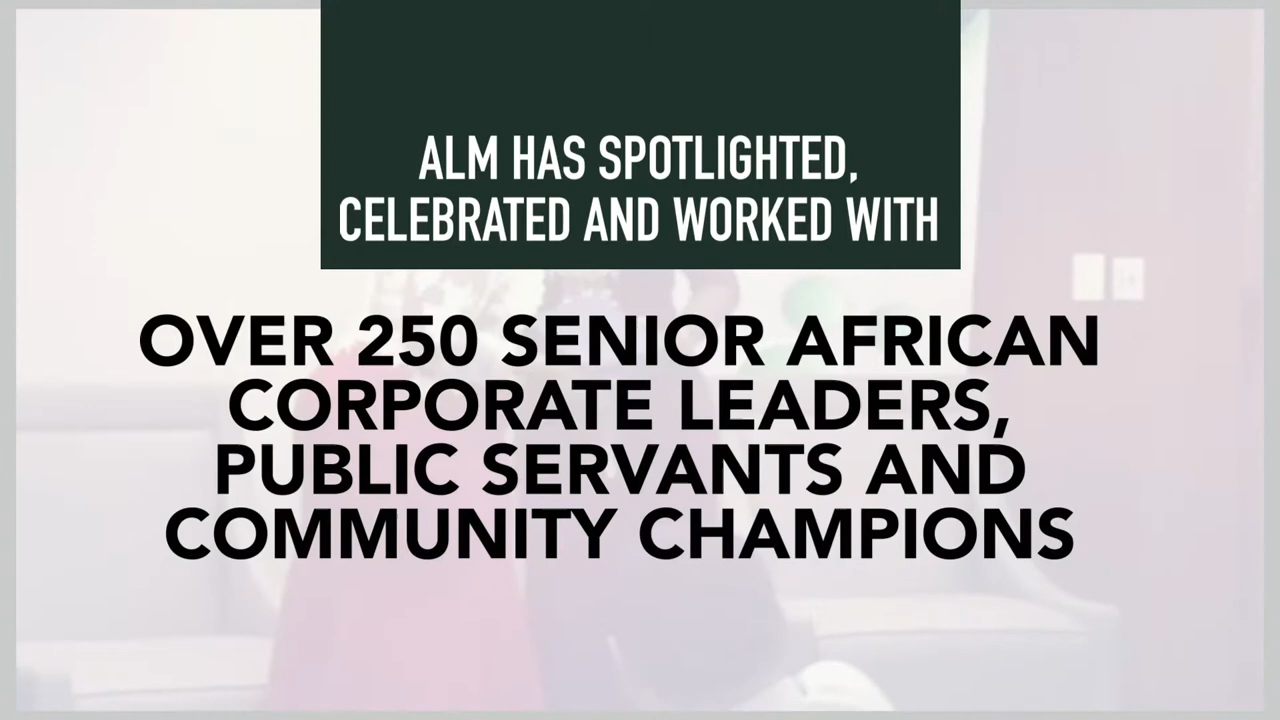 ALM HAS SPOTLIGHTED,
CELEBRATED AND WORKED WITH
OVER 250 SENIOR AFRICAN
CORPORATE LEADERS,
PUBLIC SERVANTS AND
COMMUNITY CHAMPIONS